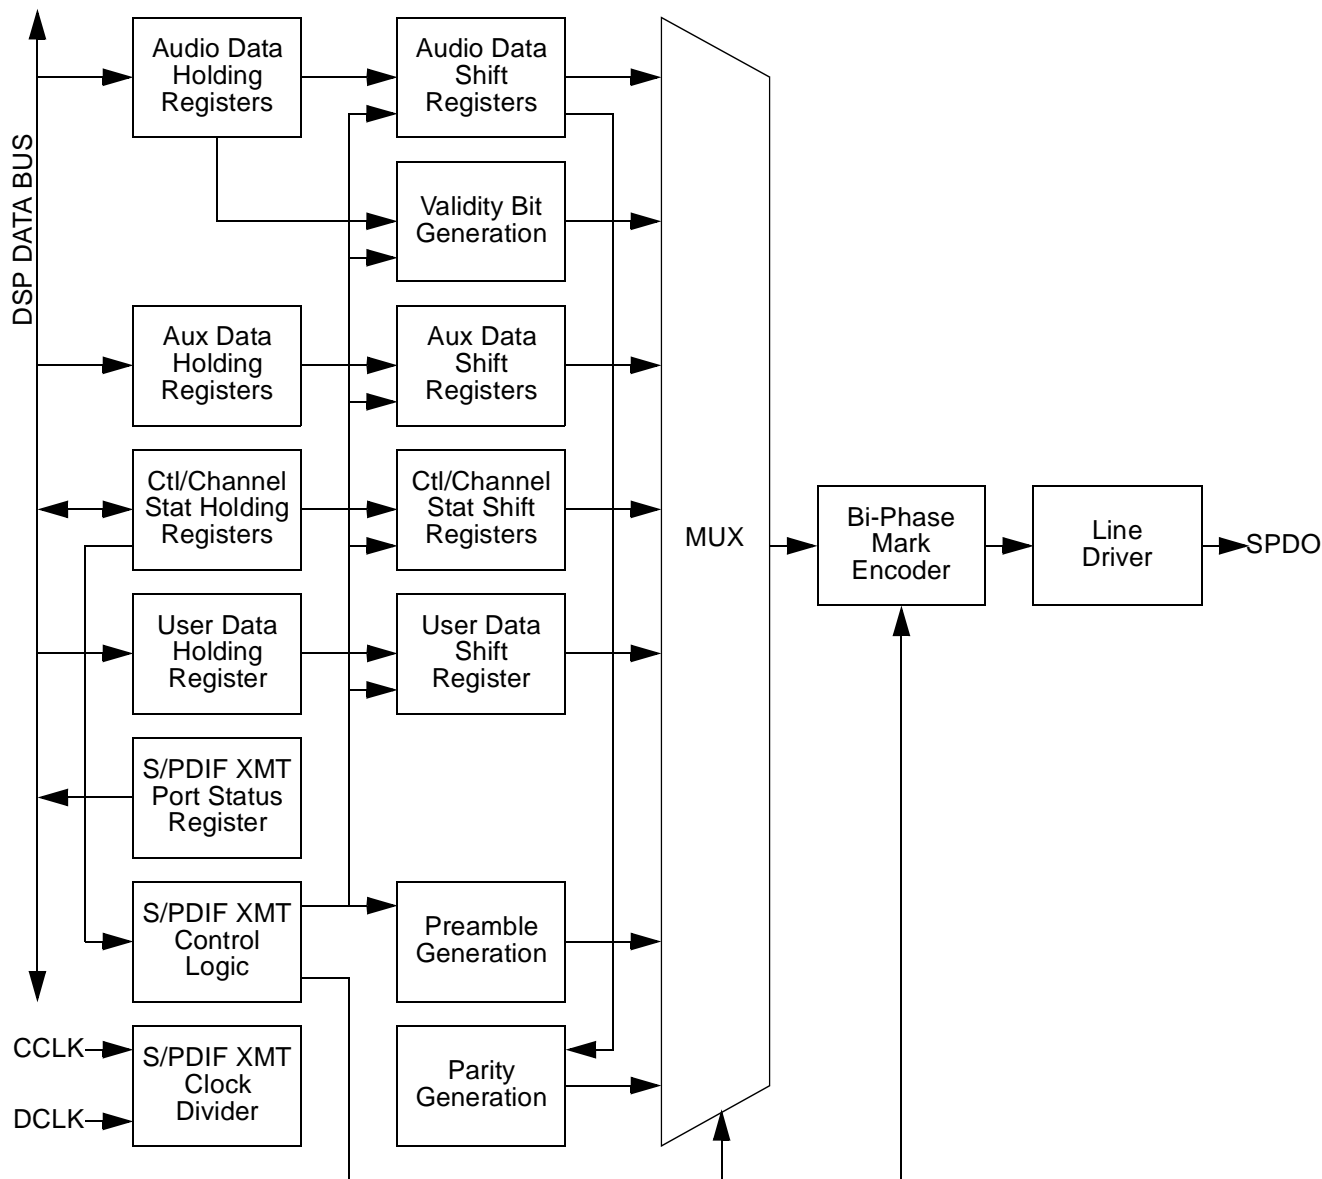 DSP DATA BUS
Audio Data
Holding
Registers
Audio Data
Shift
Registers
Validity Bit
Generation
Aux Data
Holding
Registers
Aux Data
Shift
Registers
Ctl/Channel
Stat Holding
Registers
Ctl/Channel
Stat Shift
Registers
User Data
Holding
Register
User Data
Shift
Register
S/PDIF XMT
Port Status
Register
S/PDIF XMT
Control
Logic
Preamble
Generation
CCLK
DCLK
S/PDIF XMT
Clock
Divider
Parity
Generation
MUX
Bi-Phase
Mark
Encoder
Line
Driver
SPDO